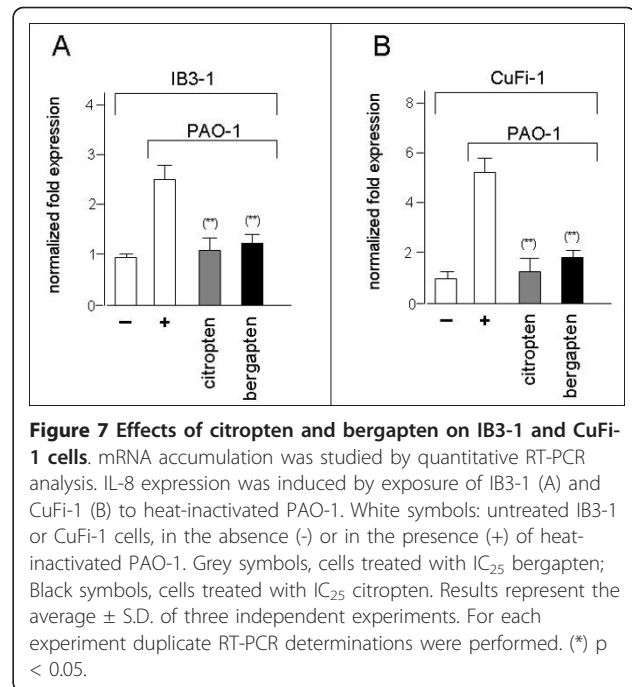 A
IB3-1
PAO-1
normalized fold expression
4
3
2
1
0
–
+
(**)
(**)
citropten
bergapten
B
CuFi-1
PAO-1
normalized fold expression
8
6
4
2
0
–
+
(**)
(**)
citropten
bergapten
Figure 7 Effects of citropten and bergapten on IB3-1 and CuFi-
1 cells. mRNA accumulation was studied by quantitative RT-PCR
analysis. IL-8 expression was induced by exposure of IB3-1 (A) and
CuFi-1 (B) to heat-inactivated PAO-1. White symbols: untreated IB3-1
or CuFi-1 cells, in the absence (-) or in the presence (+) of heat-
inactivated PAO-1. Grey symbols, cells treated with IC25 bergapten;
Black symbols, cells treated with IC25 citropten. Results represent the
average ± S.D. of three independent experiments. For each
experiment duplicate RT-PCR determinations were performed. (*) p
< 0.05.